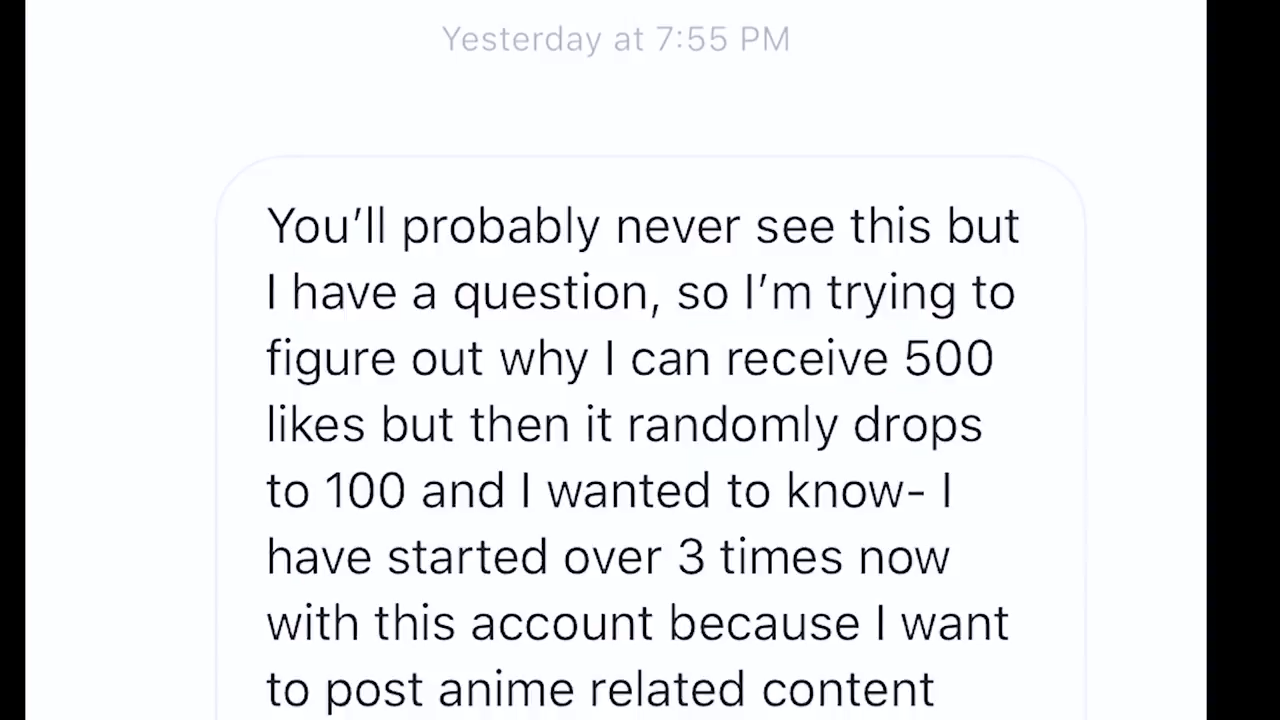 Yesterday at 7:55 PM
You’ll probably never see this but
I have a question, so I’m trying to
figure out why I can receive 500
likes but then it randomly drops
to 100 and I wanted to know- I
have started over 3 times now
with this account because I want
to post anime related content